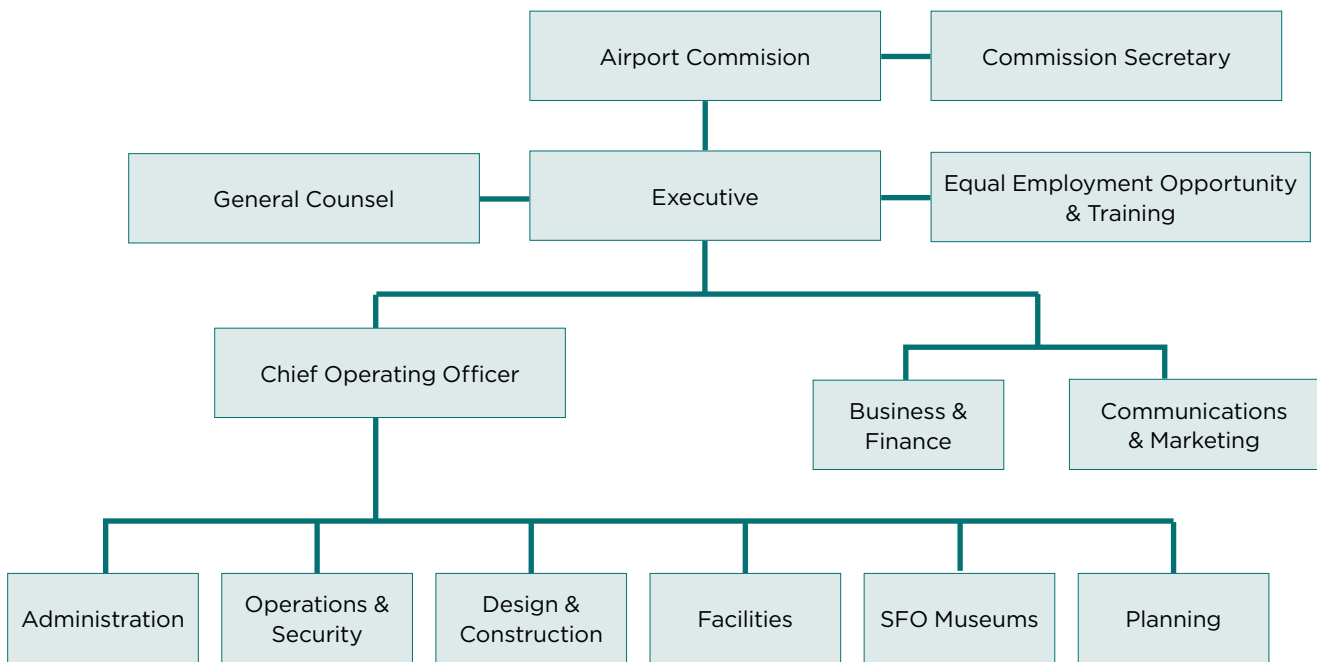 Airport Commision
Commission Secretary
General Counsel
Executive
Equal Employment Opportunity
& Training
Chief Operating Officer
Business &
Finance
Communications
& Marketing
Administration
Operations &
Security
Design &
Construction
Facilities
SFO Museums
Planning